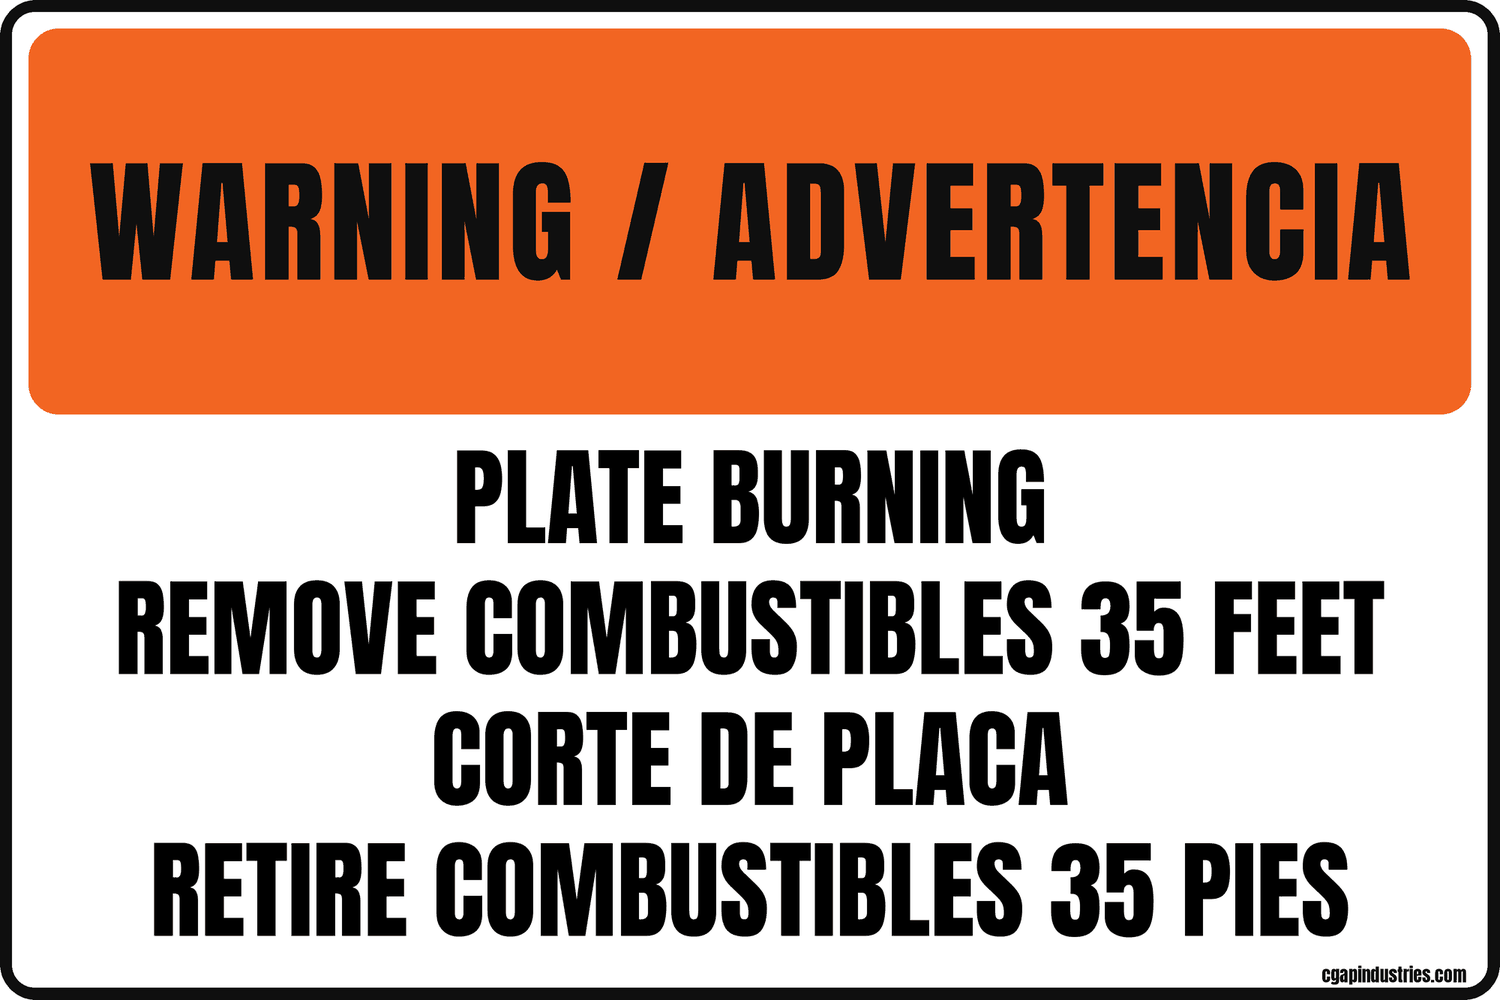 WARNING / ADVERTENCIA
PLATE BURNING
REMOVE COMBUSTIBLES 35 FEET
CORTE DE PLACA
RETIRE COMBUSTIBLES 35 PIES
cgapindustries.com